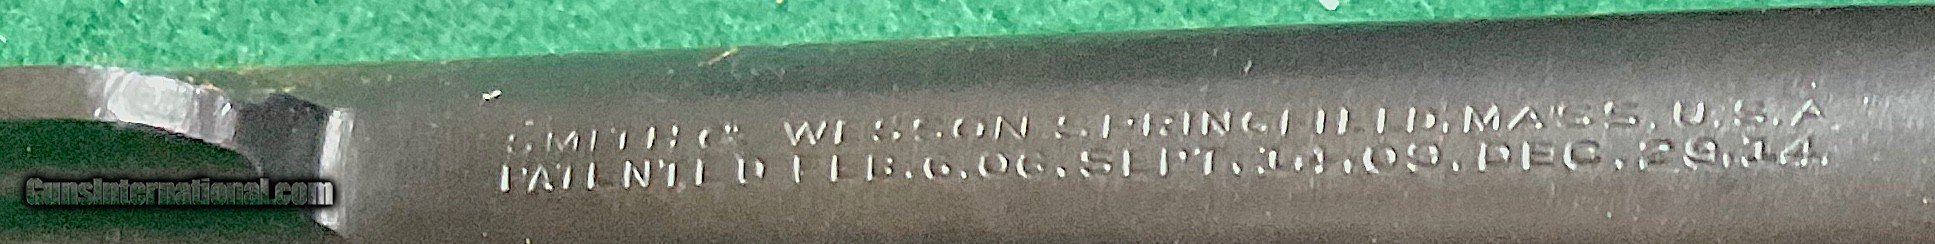 SMITH & WESSON SPRINGFIELD, MASS. U.S.A.
PATENTED FEB.6.06. SEPT.14.09. DEC.29.14.
GunsInternational.com